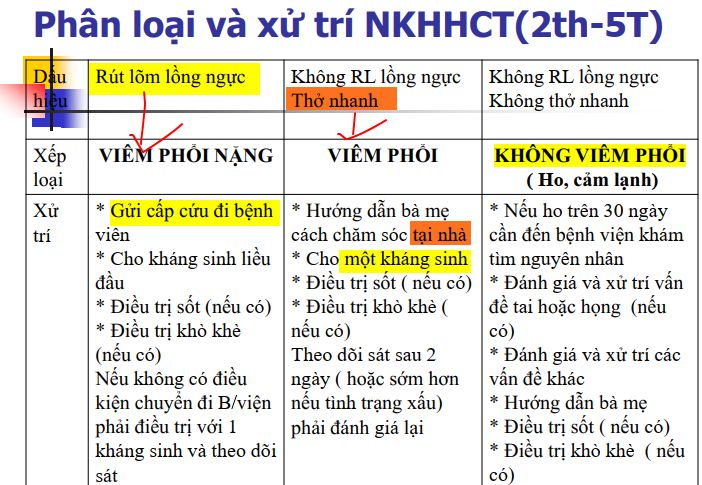 Phân loại và xử trí NKHHCT(2th-5T)
Dấu hiệu
Rút lõm lồng ngực
Không RL lồng ngực
Thở nhanh
Không RL lồng ngực
Không thở nhanh
Xếp loại
VIÊM PHỔI NẶNG
VIÊM PHỔI
KHÔNG VIÊM PHỔI
( Ho, cảm lạnh)
Xử trí
* Gửi cấp cứu đi bệnh
viên
* Cho kháng sinh liều
đầu
* Điều trị sốt (nếu có)
* Điều trị khò khè
(nếu có)
Nếu không có điều
kiện chuyển đi B/viện
phải điều trị với 1
kháng sinh và theo dõi
sát
* Hướng dẫn bà mẹ
cách chăm sóc tại nhà
* Cho một kháng sinh
* Điều trị sốt ( nếu có)
* Điều trị khò khè (
nếu có)
Theo dõi sát sau 2
ngày ( hoặc sớm hơn
nếu tình trạng xấu)
phải đánh giá lại
* Nếu ho trên 30 ngày
cần đến bệnh viện khám
tìm nguyên nhân
* Đánh giá và xử trí vấn
đề tai hoặc họng (nếu
có)
* Đánh giá và xử trí các
vấn đề khác
* Hướng dẫn bà mẹ
* Điều trị sốt ( nếu có)
* Điều trị khò khè ( nếu
có)